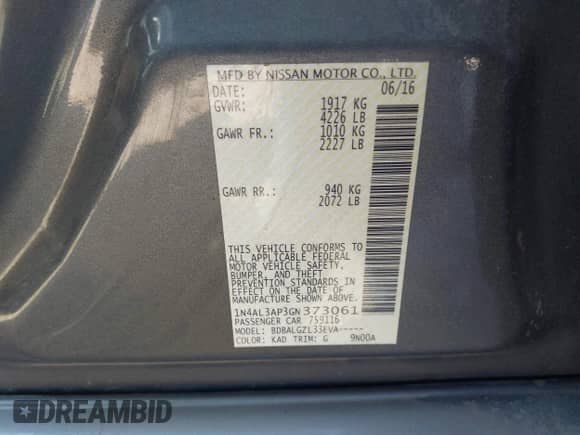 MFD BY NISSAN MOTOR CO., LTD.
DATE: 06/16
GVWR: 1917 KG
4226 LB
GAWR FR.: 1010 KG
2227 LB
GAWR RR.: 940 KG
2072 LB
THIS VEHICLE CONFORMS TO
ALL APPLICABLE FEDERAL
MOTOR VEHICLE SAFETY,
BUMPER, AND THEFT
PREVENTION STANDARDS IN
EFFECT ON THE DATE OF
MANUFACTURE SHOWN ABOVE.
1N4AL3AP3GN373061
PASSENGER CAR 759116
MODEL: BDBALGZL33EVA-----
COLOR: KAD TRIM: G 9N00A
DREAMBID